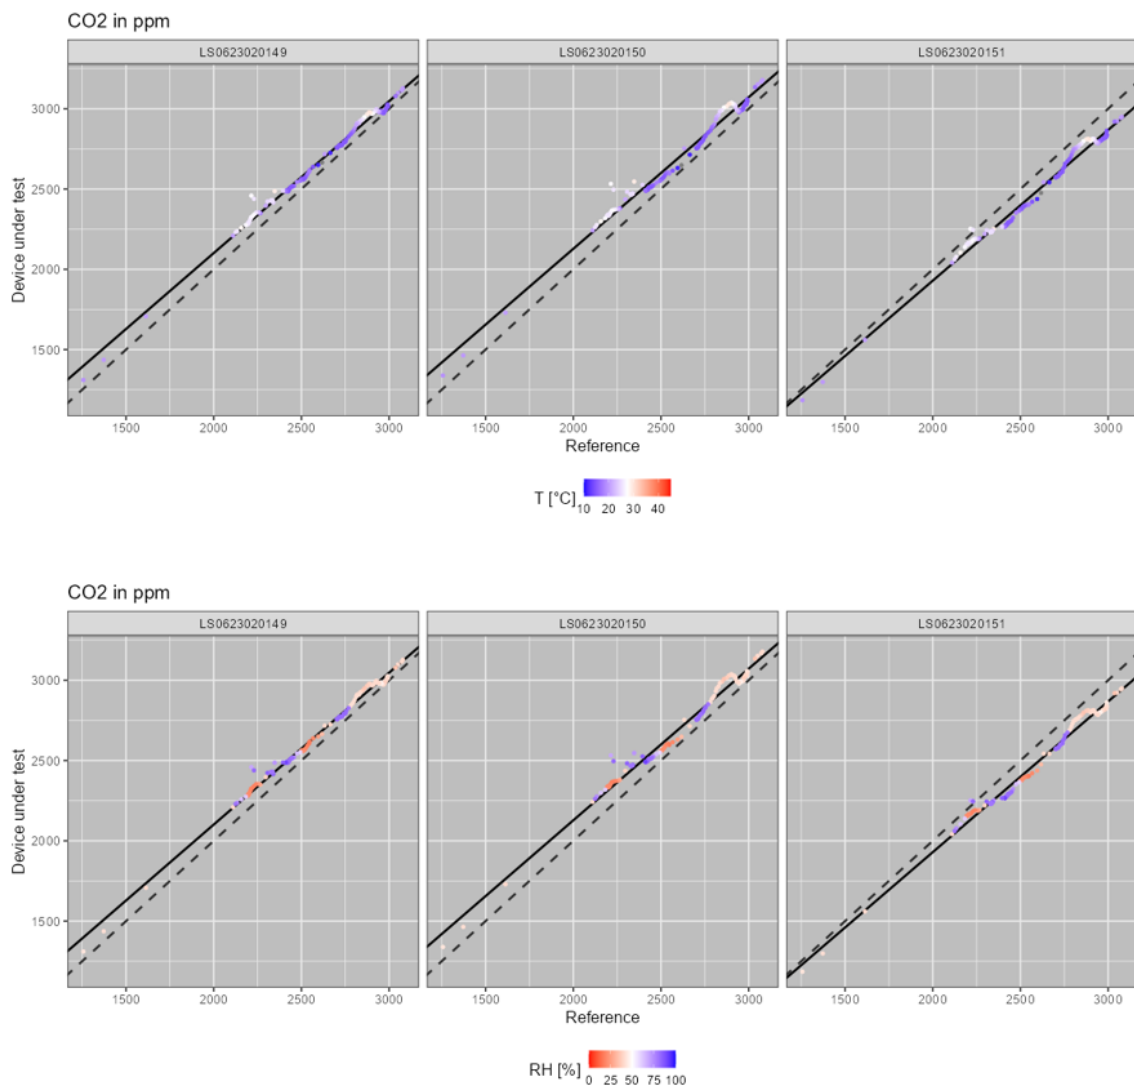 CO2 in ppm
LS0623020149 LS0623020150 LS0623020151
3000
2500
2000
1500
Device under test
1500 2000 2500 3000 1500 2000 2500 3000 1500 2000 2500 3000
Reference
T [°C] 10 20 30 40
CO2 in ppm
LS0623020149 LS0623020150 LS0623020151
3000
2500
2000
1500
Device under test
1500 2000 2500 3000 1500 2000 2500 3000 1500 2000 2500 3000
Reference
RH [%] 0 25 50 75 100